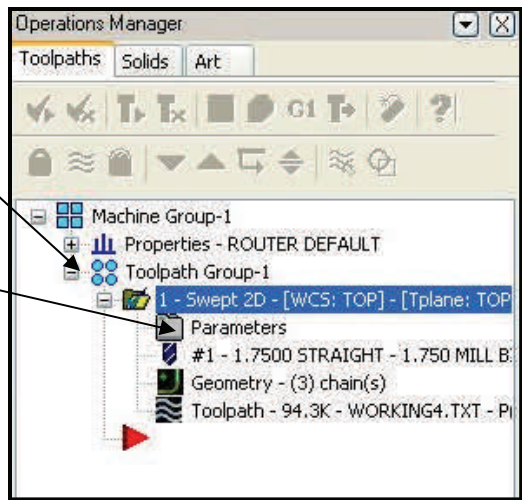 Operations Manager
Toolpaths Solids Art
G1
Machine Group-1
Properties - ROUTER DEFAULT
Toolpath Group-1
1 - Swept 2D - [WCS: TOP] - [Tplane: TOP
Parameters
#1 - 1.7500 STRAIGHT - 1.750 MILL B
Geometry - (3) chain(s)
Toolpath - 94.3K - WORKING4.TXT - P